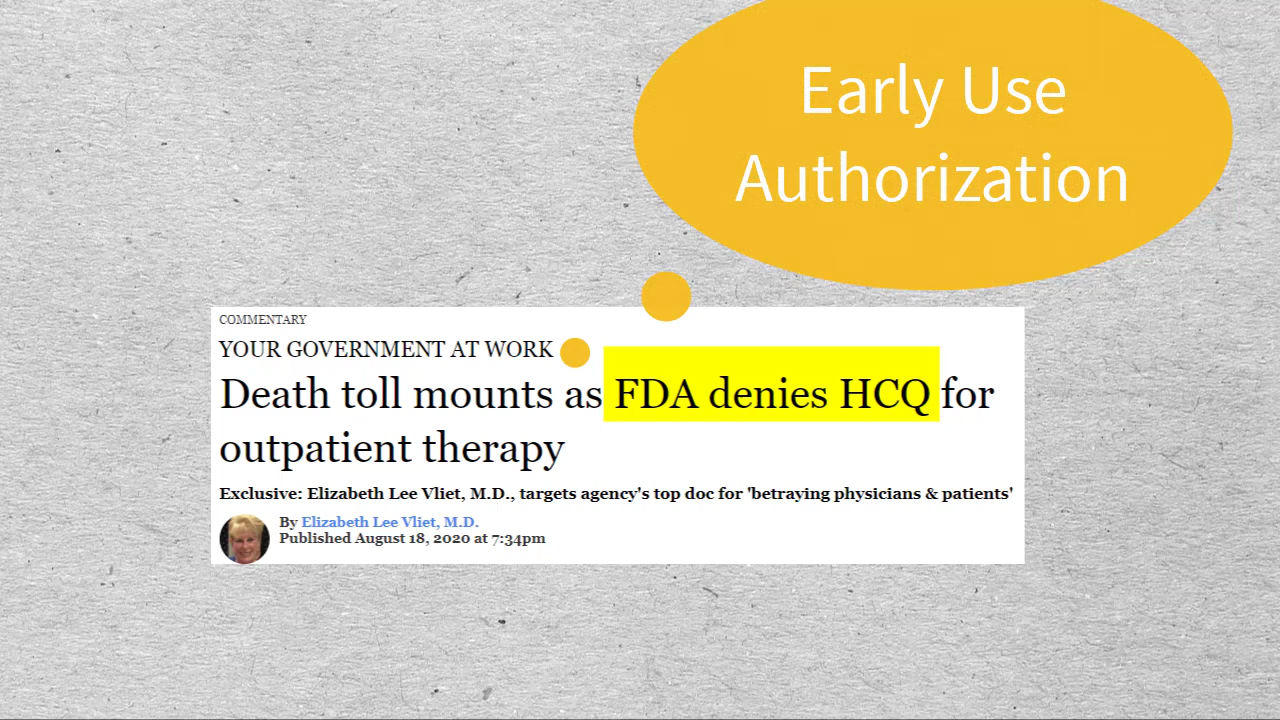 Early Use
Authorization
COMMENTARY
YOUR GOVERNMENT AT WORK
Death toll mounts as FDA denies HCQ for
outpatient therapy
Exclusive: Elizabeth Lee Vliet, M.D., targets agency's top doc for 'betraying physicians & patients'
By Elizabeth Lee Vliet, M.D.
Published August 18, 2020 at 7:34pm